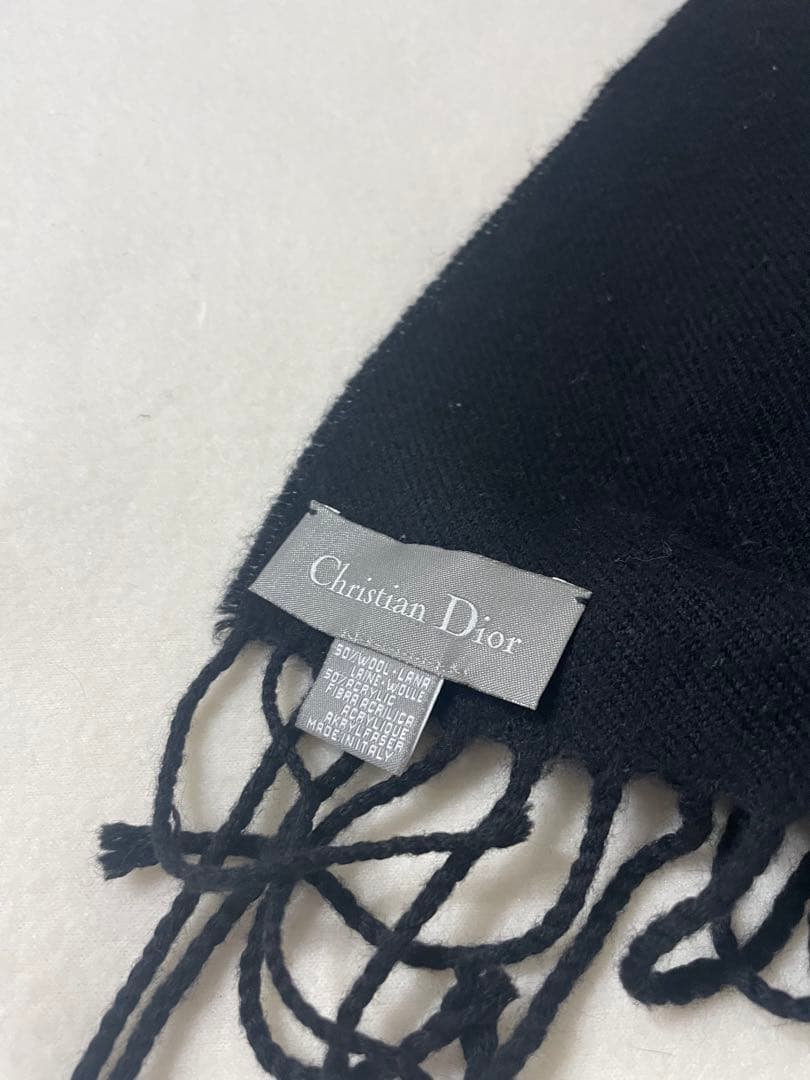 Christian Dior
50%WOOL·LANA
LAINE·WOLLE
50%ACRYLIC
FIBRA ACRILICA
ACRYLIQUE
AKRYLFASER
MADE IN ITALY